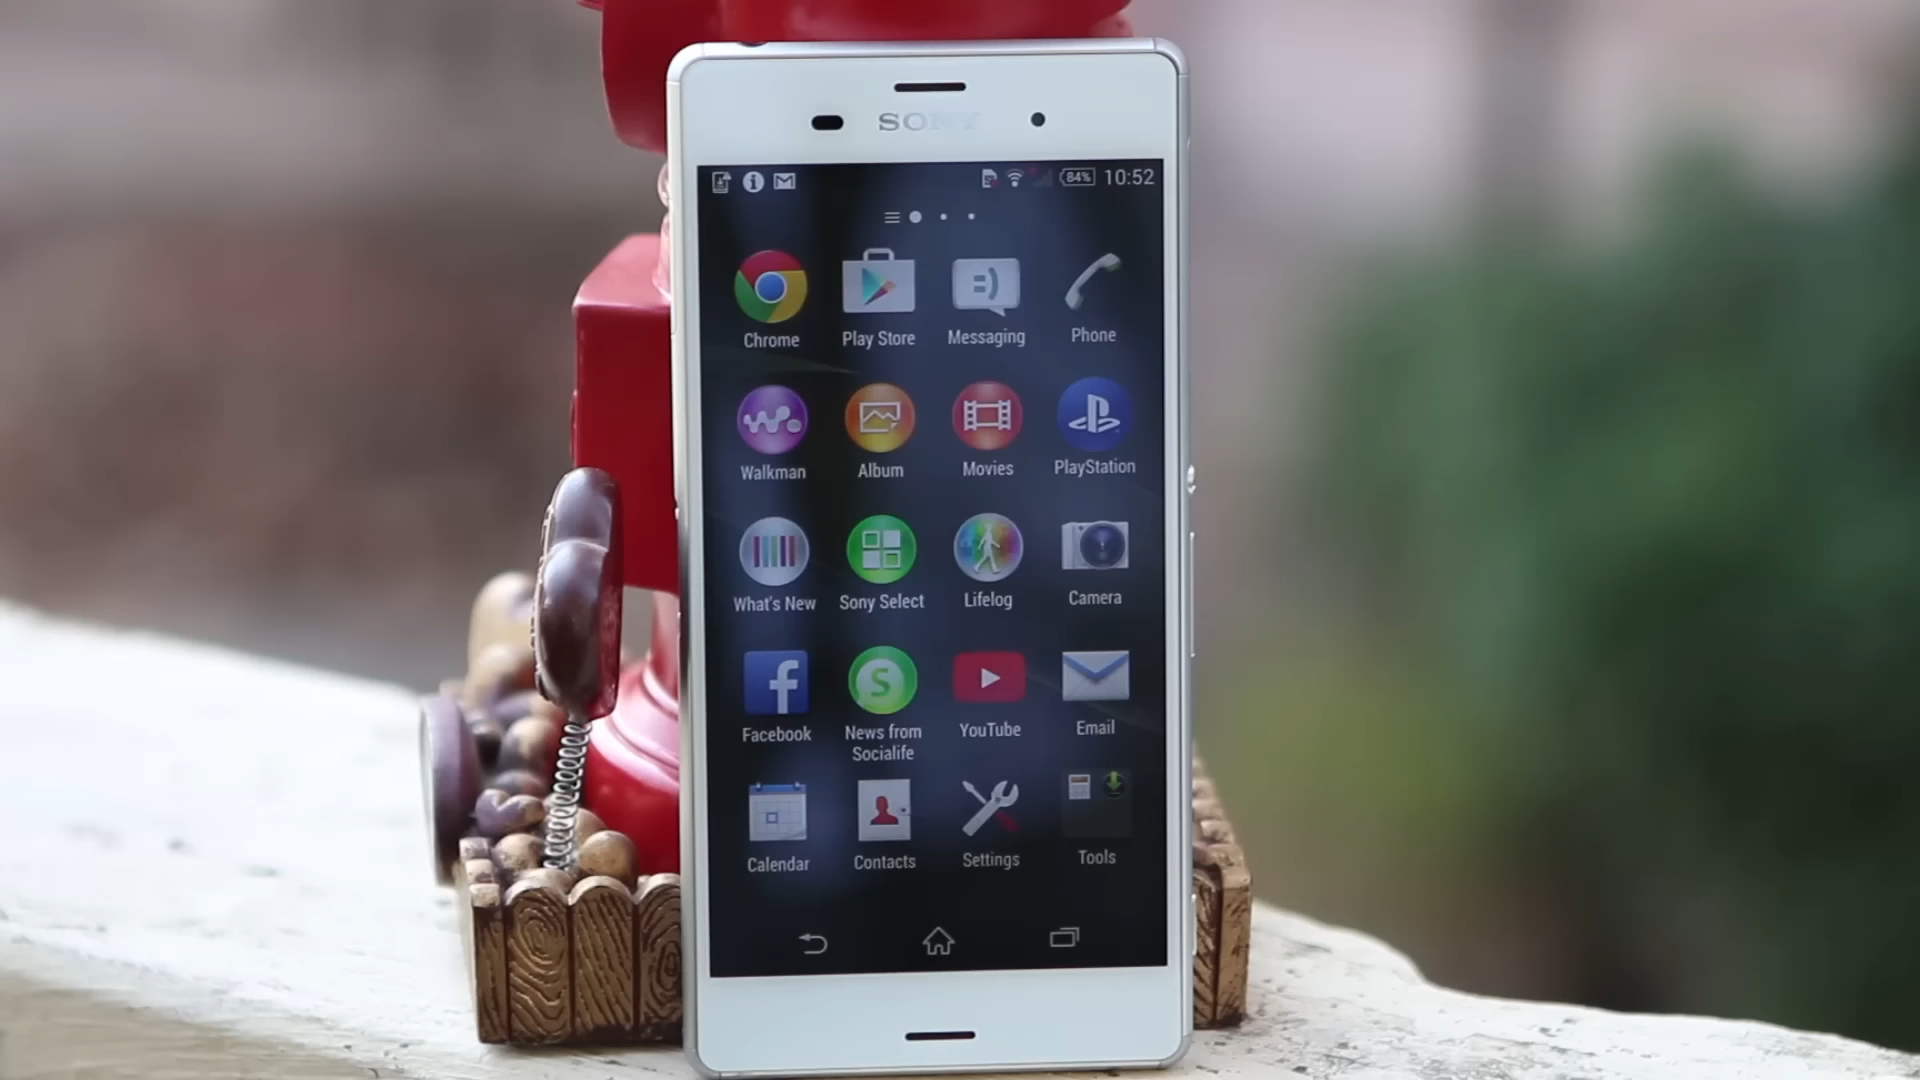 SONY
84% 10:52
Chrome Play Store Messaging Phone
Walkman Album Movies PlayStation
What's New Sony Select Lifelog Camera
Facebook News from Socialife YouTube Email
Calendar Contacts Settings Tools